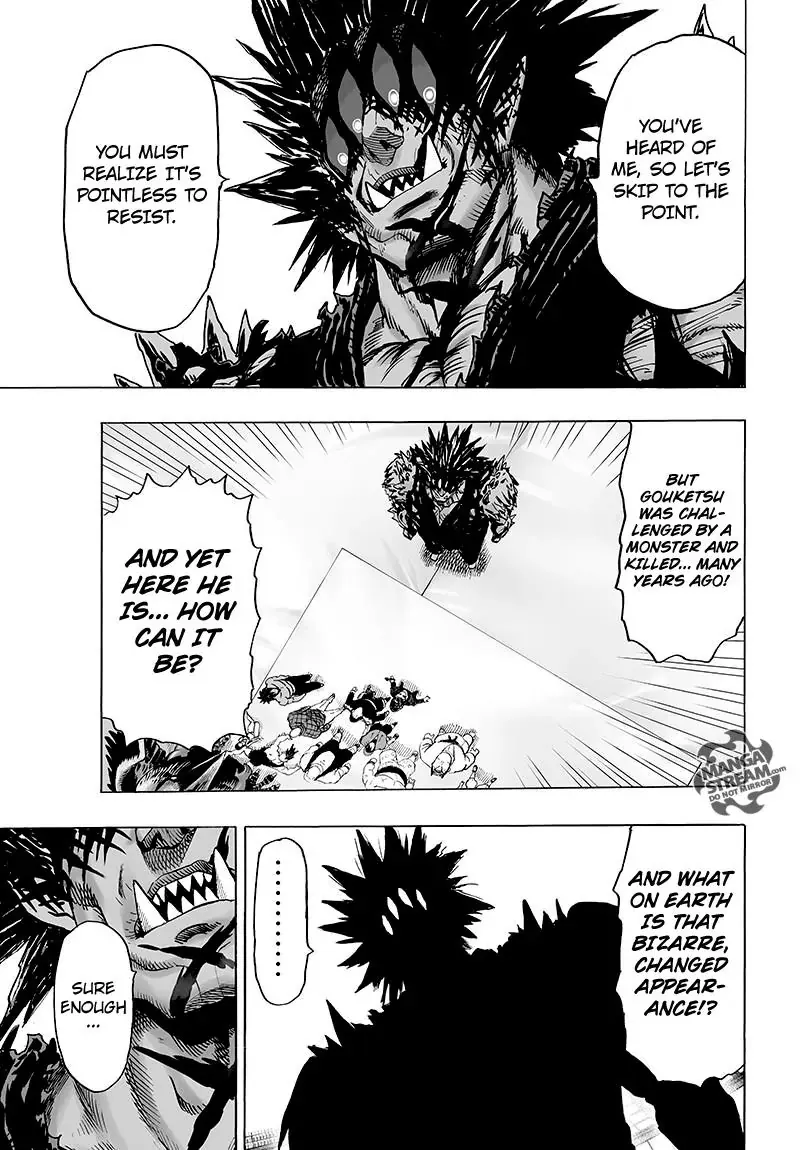 YOU'VE
HEARD OF
ME, SO LET'S
SKIP TO THE
POINT.
YOU MUST
REALIZE IT'S
POINTLESS TO
RESIST.
BUT
GOUKETSU
WAS CHAL-
LENGED BY A
MONSTER AND
KILLED... MANY
YEARS AGO!
AND YET
HERE HE
IS... HOW
CAN IT
BE?
MANGA
STREAM.com
DO NOT MIRROR
AND WHAT
ON EARTH
IS THAT
BIZARRE,
CHANGED
APPEAR-
ANCE!?
..........
SURE
ENOUGH
...